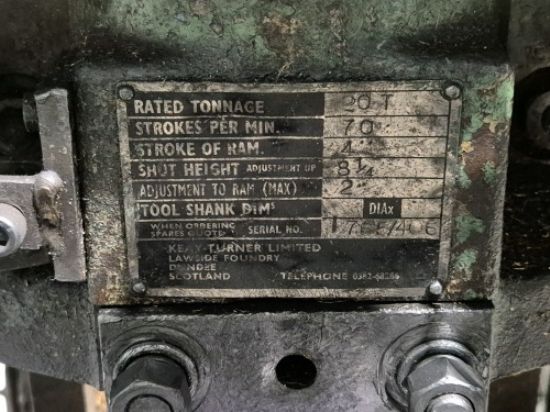 RATED TONNAGE 20 T
STROKES PER MIN. 70
STROKE OF RAM. 4"
SHUT HEIGHT ADJUSTMENT UP 8¼
ADJUSTMENT TO RAM (MAX) 2"
TOOL SHANK DIMS DIAx
WHEN ORDERING SPARES QUOTE SERIAL NO.
KEAY-TURNER LIMITED
LAWSIDE FOUNDRY
DUNDEE
SCOTLAND TELEPHONE